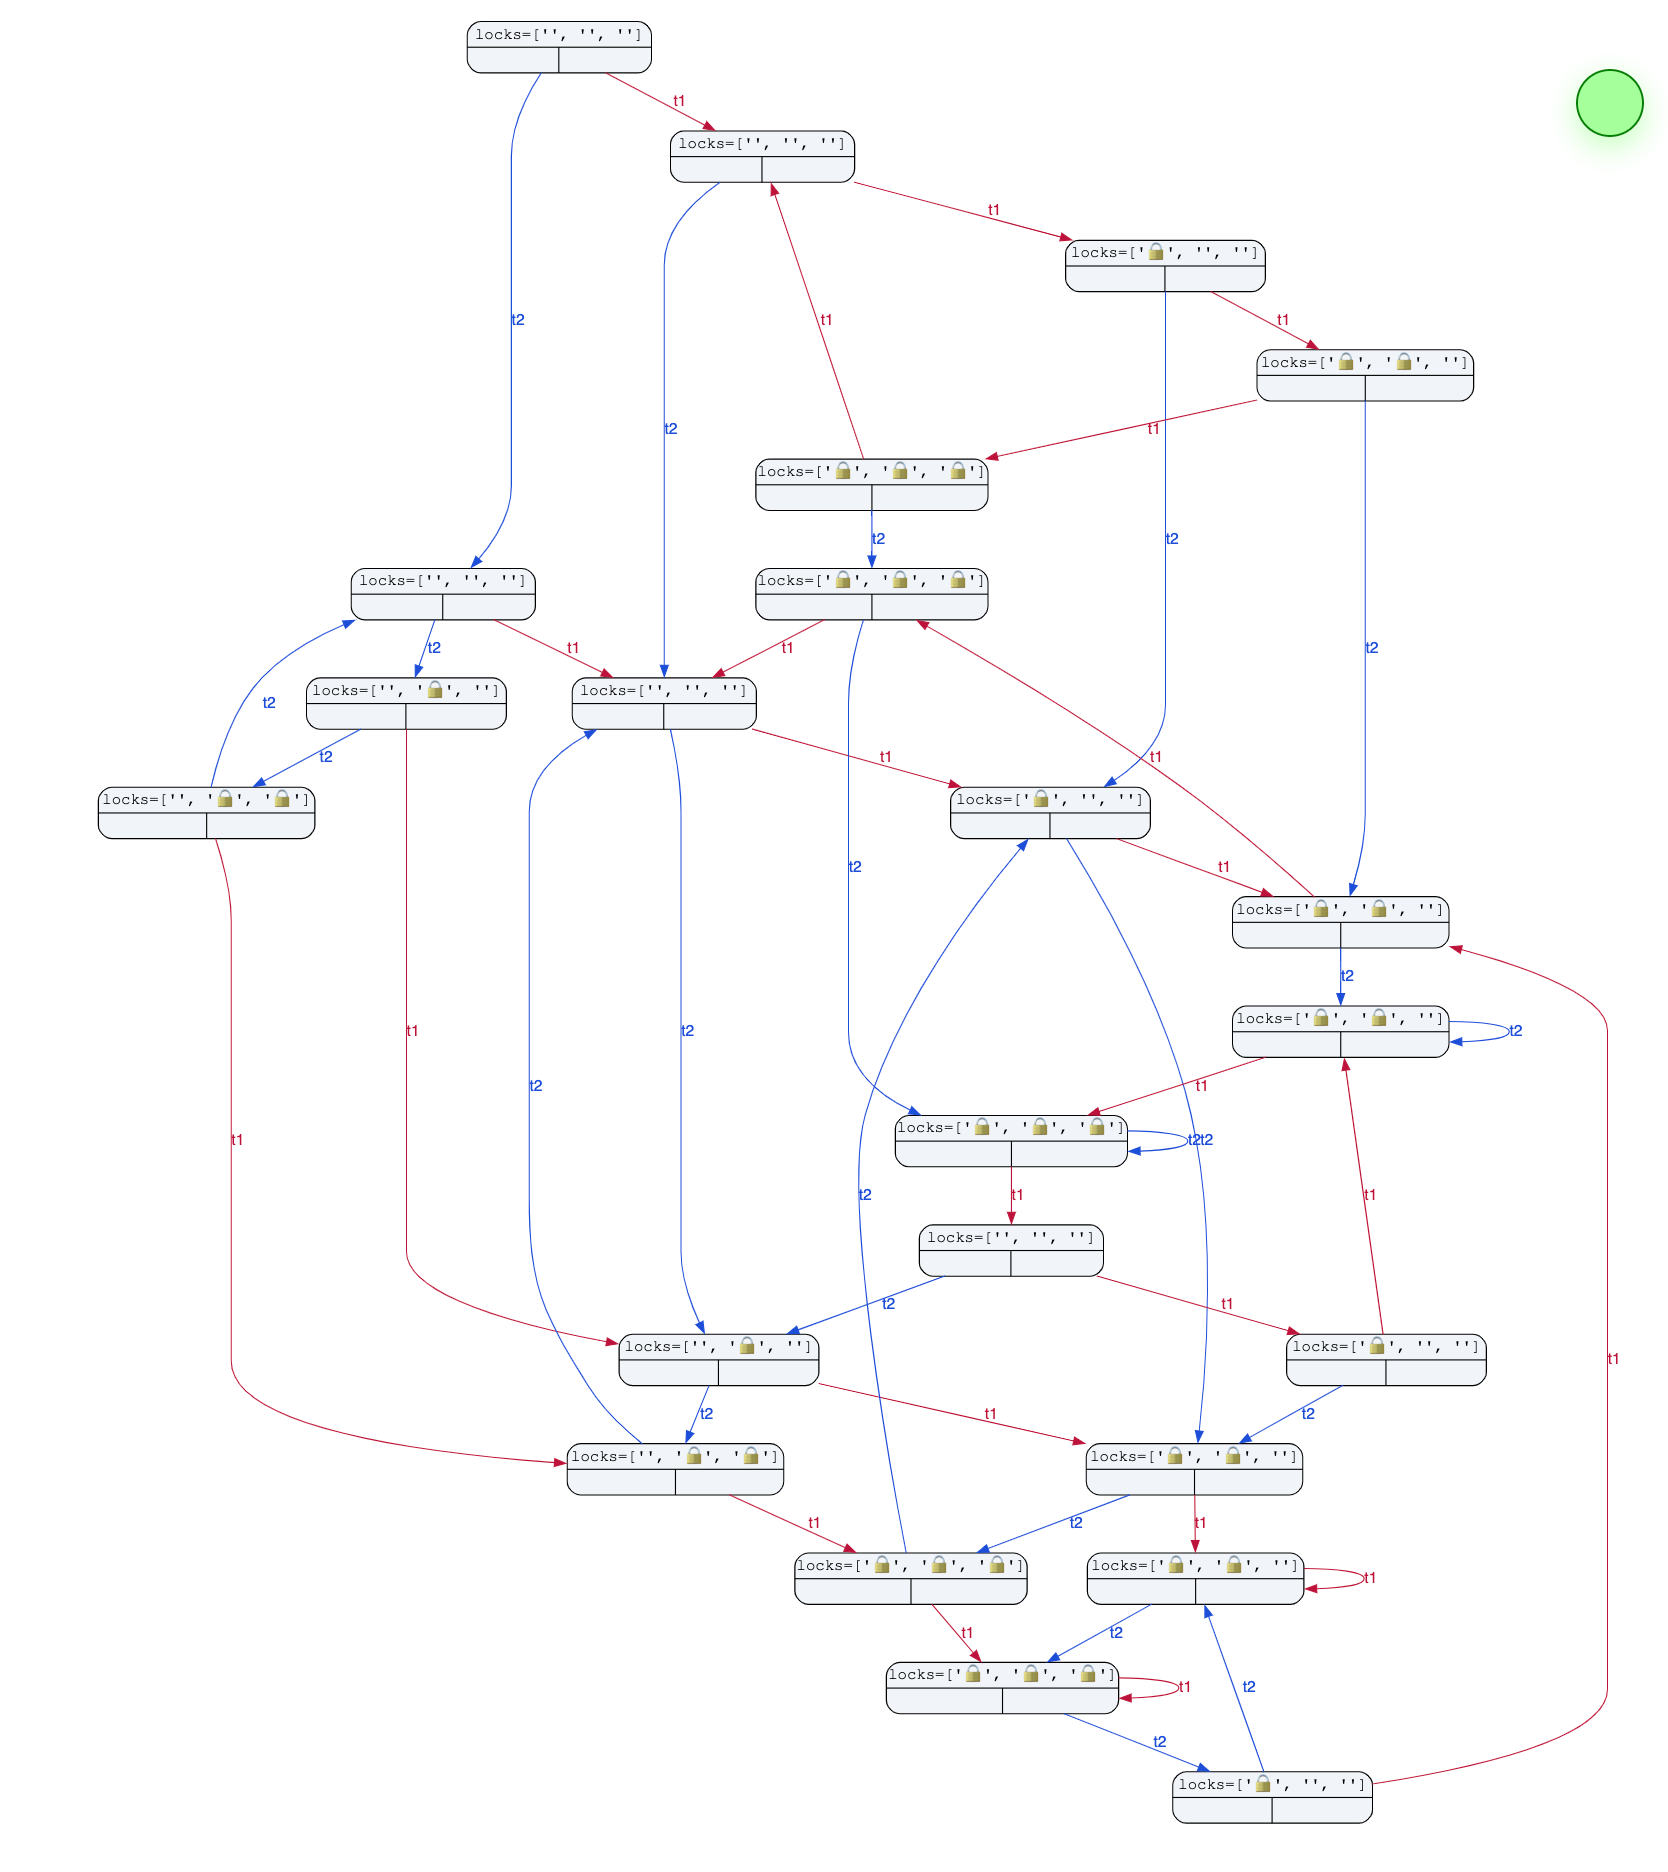 locks=['', '', '']
t1
locks=['', '', '']
t1
locks=['🔒', '', '']
t2
t1
t1
locks=['🔒', '🔒', '']
t2
t1
locks=['🔒', '🔒', '🔒']
t2
t2
locks=['', '', '']
locks=['🔒', '🔒', '🔒']
t2
t1
t1
t2
locks=['', '🔒', '']
locks=['', '', '']
t2
t2
t1
t1
locks=['', '🔒', '🔒']
locks=['🔒', '', '']
t2
t1
locks=['🔒', '🔒', '']
t2
locks=['🔒', '🔒', '']
t1
t2
t2
t2
t1
locks=['🔒', '🔒', '🔒']
t1
t2
t2
t2
t1
t1
locks=['', '', '']
t2
t1
locks=['', '🔒', '']
locks=['🔒', '', '']
t1
t2
t1
t2
locks=['', '🔒', '🔒']
locks=['🔒', '🔒', '']
t1
t2
t1
locks=['🔒', '🔒', '🔒']
locks=['🔒', '🔒', '']
t1
t1
t2
locks=['🔒', '🔒', '🔒']
t1
t2
t2
locks=['🔒', '', '']